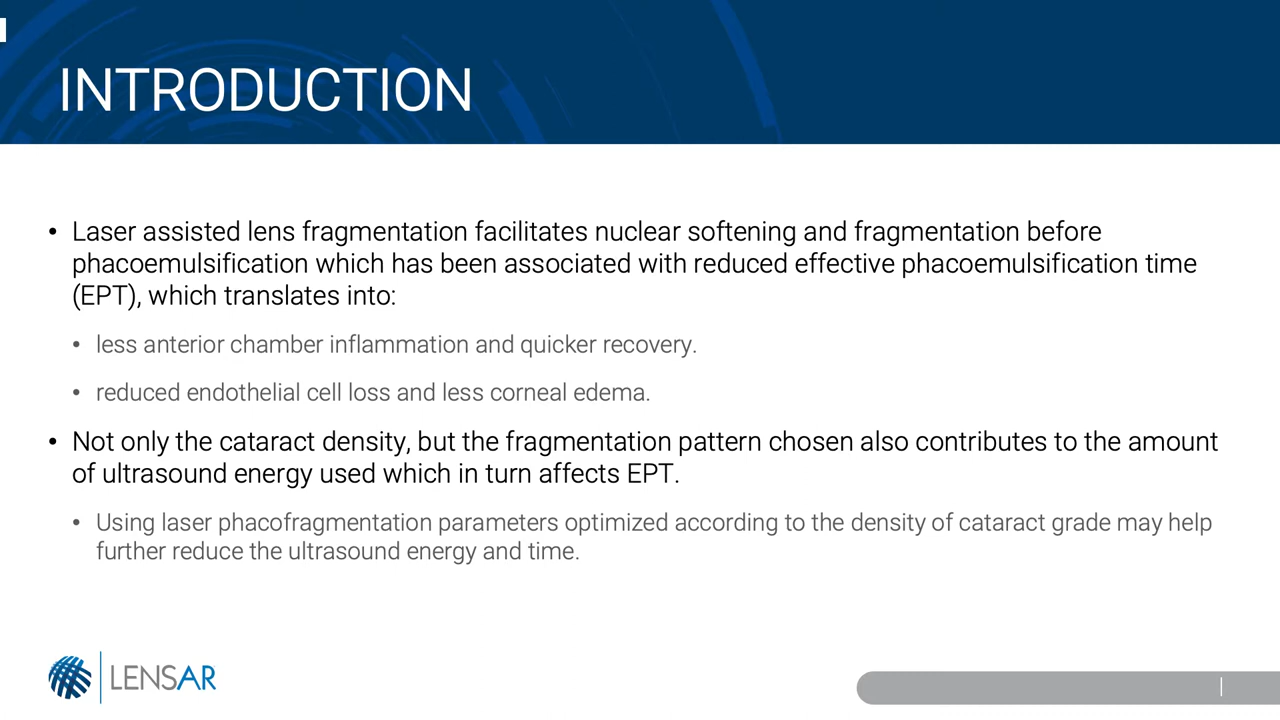 INTRODUCTION
• Laser assisted lens fragmentation facilitates nuclear softening and fragmentation before
phacoemulsification which has been associated with reduced effective phacoemulsification time
(EPT), which translates into:
• less anterior chamber inflammation and quicker recovery.
• reduced endothelial cell loss and less corneal edema.
• Not only the cataract density, but the fragmentation pattern chosen also contributes to the amount
of ultrasound energy used which in turn affects EPT.
• Using laser phacofragmentation parameters optimized according to the density of cataract grade may help
further reduce the ultrasound energy and time.
LENSAR